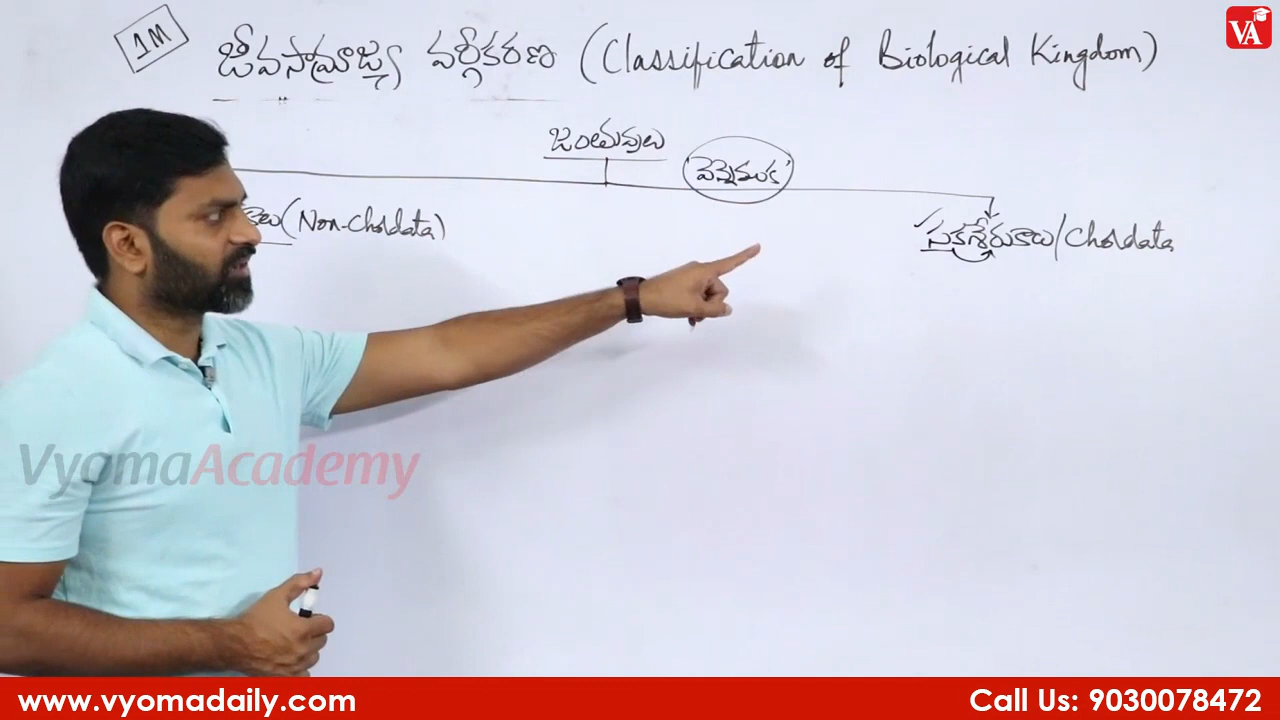 1M జీవసామ్రాజ్య వర్గీకరణ (Classification of Biological Kingdom)
VA
జంతువులు
'వెన్నెముక'
(Non-Chordata)
సకశేరుకాలు/Chordata
VyomaAcademy
www.vyomadaily.com
Call Us: 9030078472